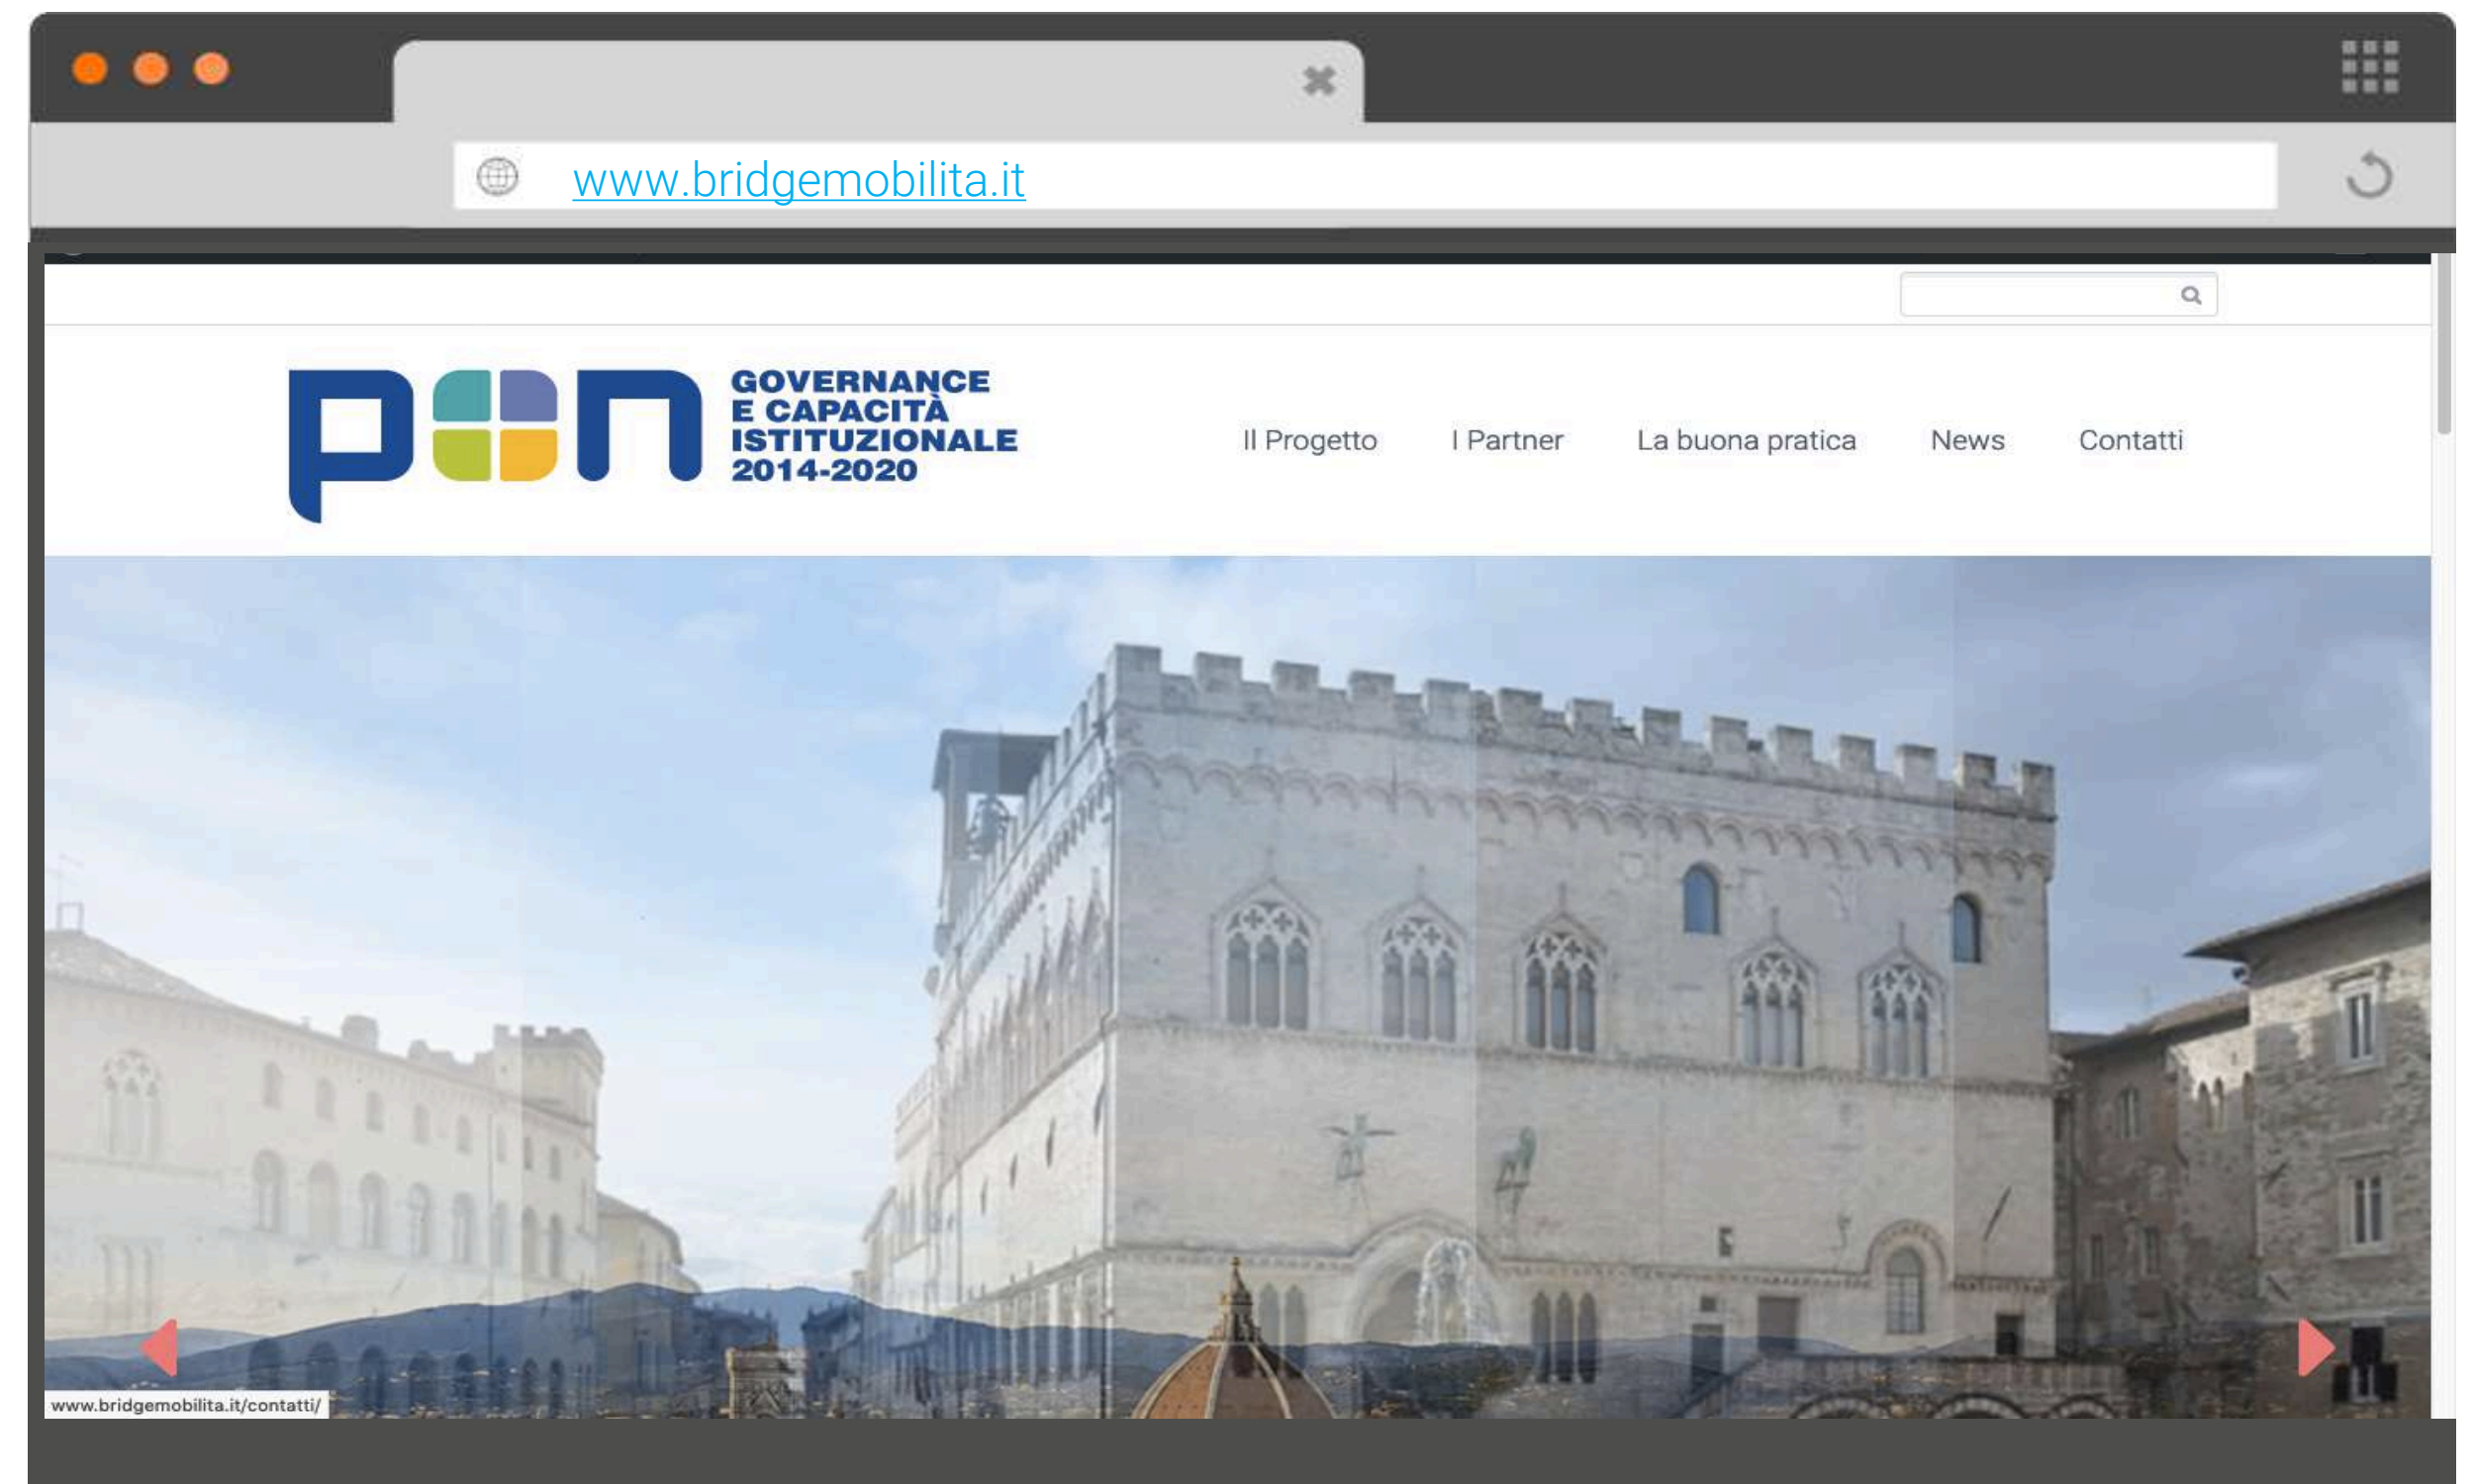 www.bridgemobilita.it
pon
GOVERNANCE
E CAPACITÀ
ISTITUZIONALE
2014-2020
Il Progetto
I Partner
La buona pratica
News
Contatti
www.bridgemobilita.it/contatti/